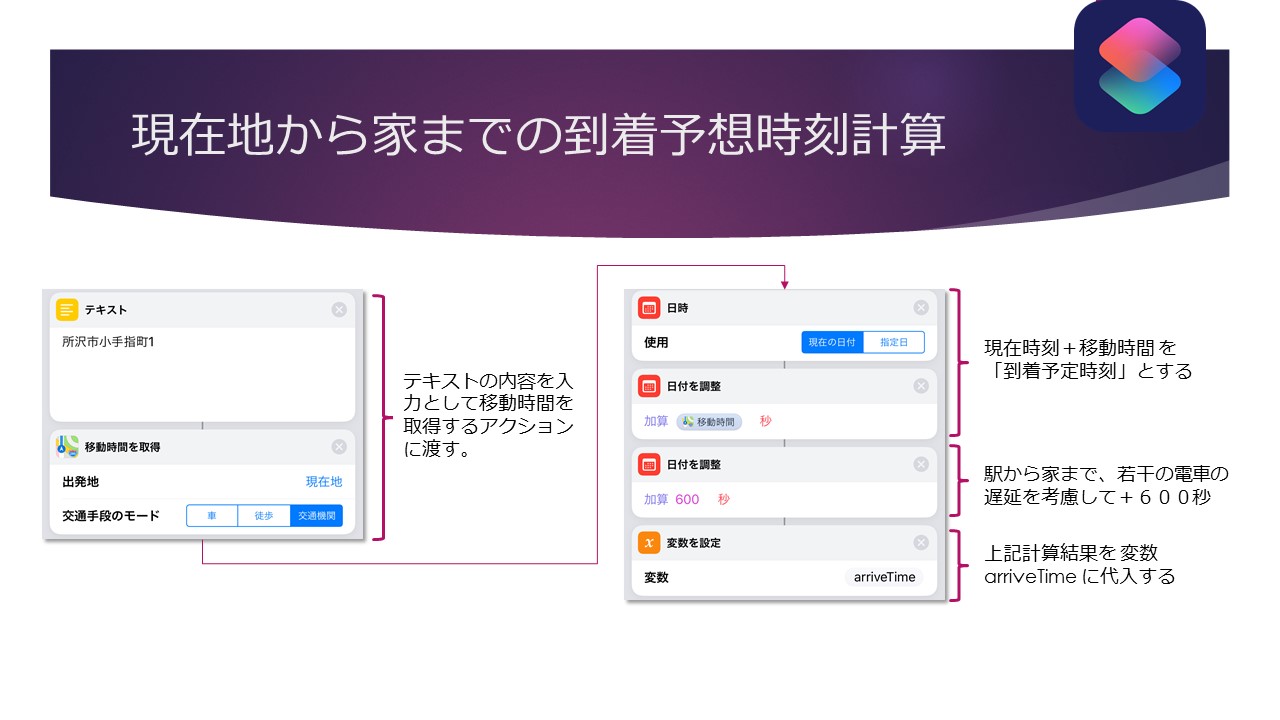 現在地から家までの到着予想時刻計算
テキスト
所沢市小手指町1
移動時間を取得
出発地 現在地
交通手段のモード 車 徒歩 交通機関
テキストの内容を入
力として移動時間を
取得するアクション
に渡す。
日時
使用 現在の日付 指定日
日付を調整
加算 移動時間 秒
日付を調整
加算 600 秒
変数を設定
変数 arriveTime
現在時刻＋移動時間 を
「到着予定時刻」とする
駅から家まで、若干の電車の
遅延を考慮して＋６００秒
上記計算結果を 変数
arriveTime に代入する